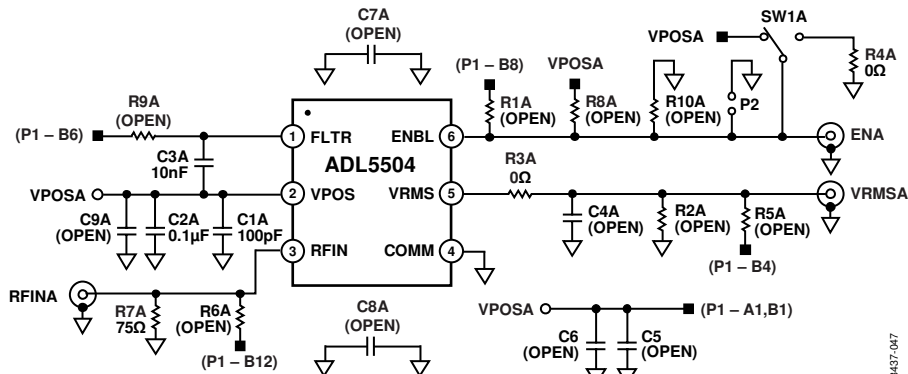 C7A
(OPEN)
SW1A
VPOSA
R4A
0Ω
(P1 – B8)
VPOSA
R9A
(OPEN)
R1A
(OPEN)
R8A
(OPEN)
R10A
(OPEN)
P2
(P1 – B6)
1
FLTR
ENBL
6
ENA
C3A
10nF
ADL5504
R3A
0Ω
VPOSA
2
VPOS
VRMS
5
VRMSA
C9A
(OPEN)
C2A
0.1µF
C1A
100pF
C4A
(OPEN)
R2A
(OPEN)
R5A
(OPEN)
3
RFIN
COMM
4
(P1 – B4)
RFINA
R7A
75Ω
R6A
(OPEN)
(P1 – B12)
C8A
(OPEN)
VPOSA
(P1 – A1,B1)
C6
(OPEN)
C5
(OPEN)